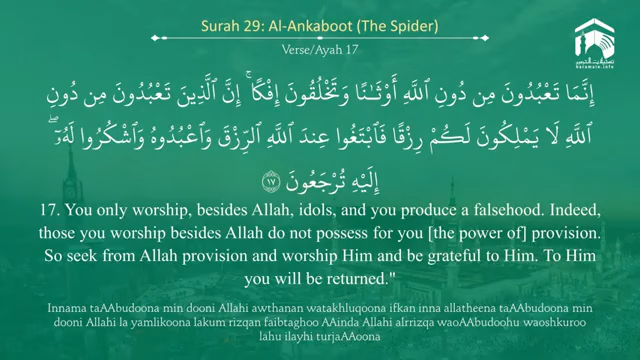 Surah 29: Al-Ankaboot (The Spider)
Verse/Ayah 17
haramain.info
إِنَّمَا تَعْبُدُونَ مِن دُونِ ٱللَّهِ أَوْثَـٰنًا وَتَخْلُقُونَ إِفْكًا ۚ إِنَّ ٱلَّذِينَ تَعْبُدُونَ مِن دُونِ
ٱللَّهِ لَا يَمْلِكُونَ لَكُمْ رِزْقًا فَٱبْتَغُوا۟ عِندَ ٱللَّهِ ٱلرِّزْقَ وَٱعْبُدُوهُ وَٱشْكُرُوا۟ لَهُۥٓ ۖ
إِلَيْهِ تُرْجَعُونَ ١٧
17. You only worship, besides Allah, idols, and you produce a falsehood. Indeed,
those you worship besides Allah do not possess for you [the power of] provision.
So seek from Allah provision and worship Him and be grateful to Him. To Him
you will be returned."
Innama taAAbudoona min dooni Allahi awthanan watakhluqoona ifkan inna allatheena taAAbudoona min
dooni Allahi la yamlikoona lakum rizqan faibtaghoo AAinda Allahi alrrizqa waoAAbudoohu waoshkuroo
lahu ilayhi turjaAAoona